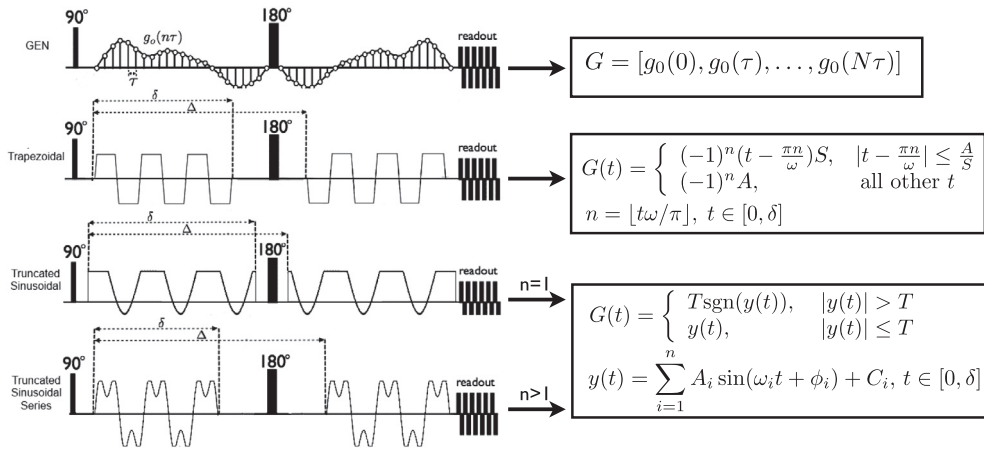 GEN
90°
g₀(nτ)
τ
180°
readout
G = [g₀(0), g₀(τ), . . . , g₀(Nτ)]
Trapezoidal
90°
δ
Δ
180°
readout
G(t) = { (−1)ⁿ(t − πn/ω)S, |t − πn/ω| ≤ A/S
(−1)ⁿA, all other t
n = ⌊tω/π⌋, t ∈ [0, δ]
Truncated
Sinusoidal
90°
δ
Δ
180°
readout
n=1
Truncated
Sinusoidal
Series
90°
δ
Δ
180°
readout
n>1
G(t) = { Tsgn(y(t)), |y(t)| > T
y(t), |y(t)| ≤ T
y(t) = ∑ᵢ₌₁ⁿ Aᵢ sin(ωᵢt + ϕᵢ) + Cᵢ, t ∈ [0, δ]